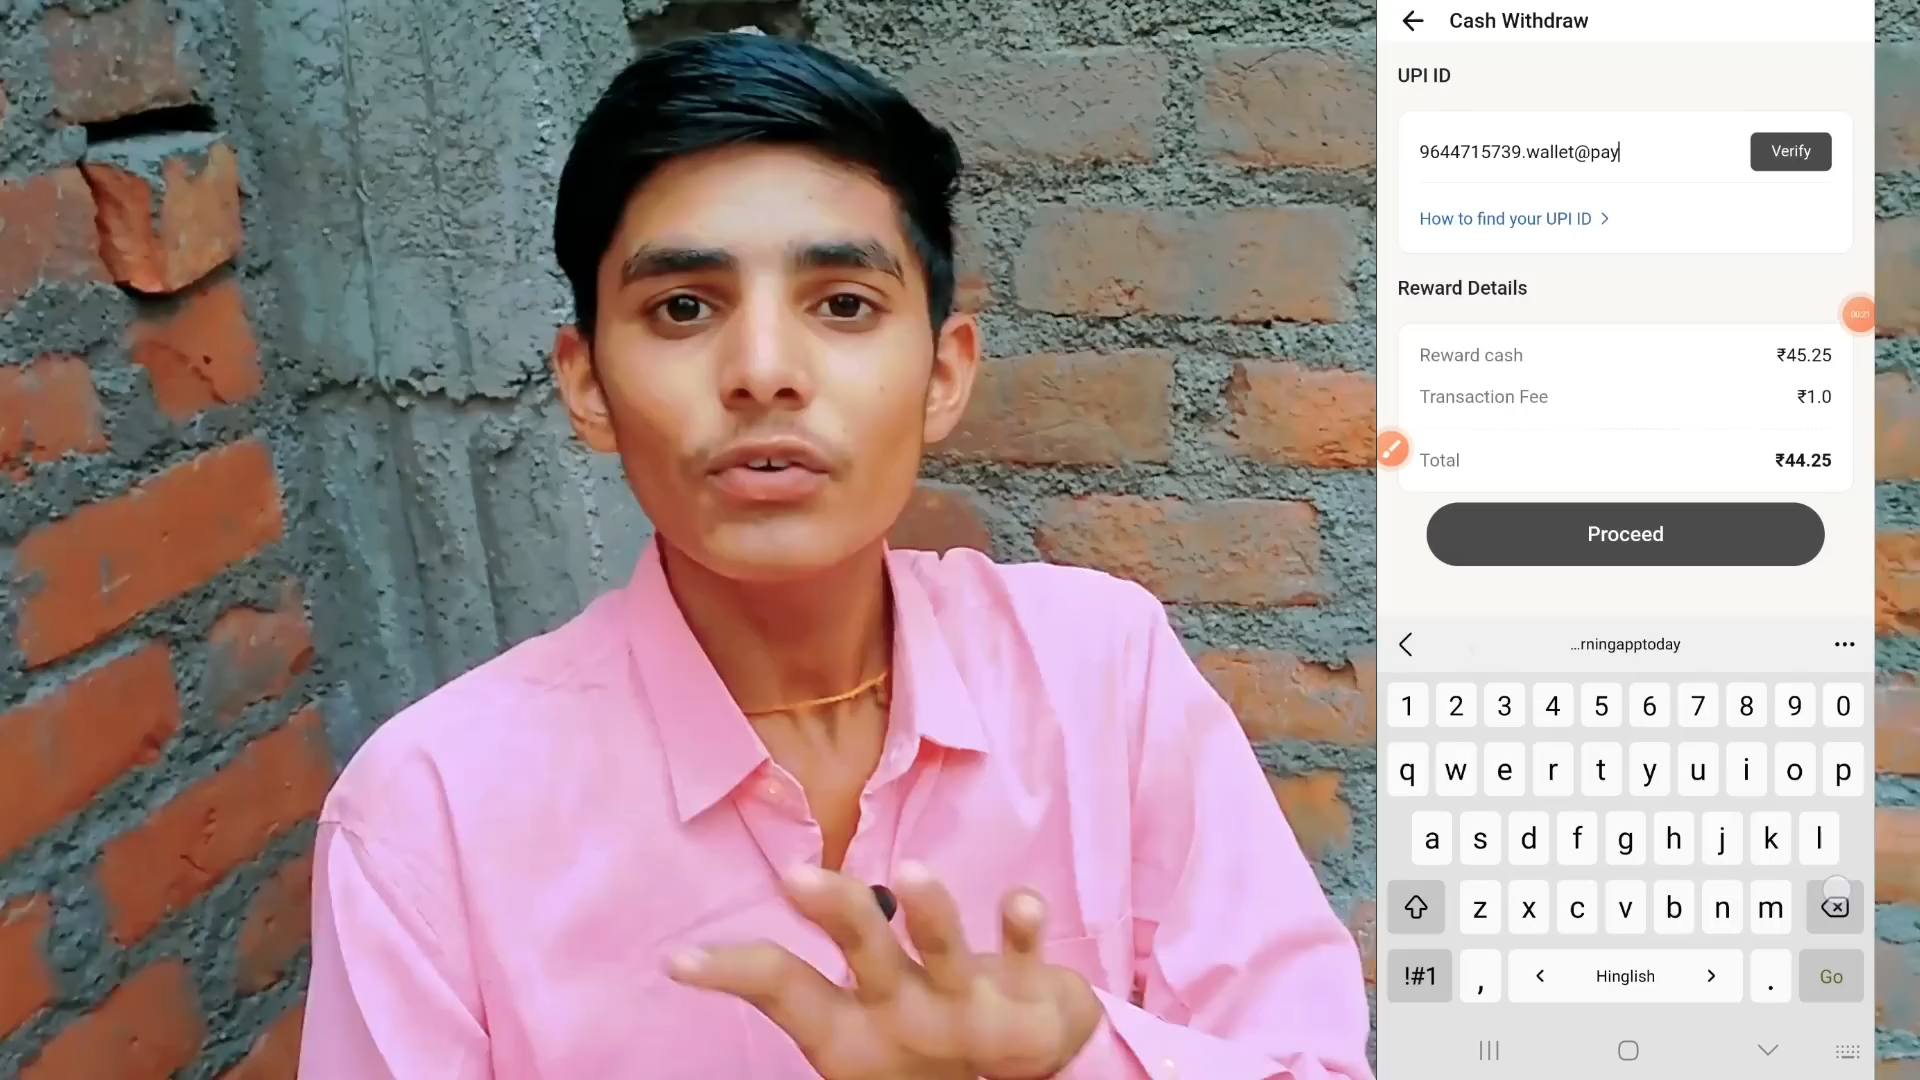 Cash Withdraw
UPI ID
9644715739.wallet@pay
Verify
How to find your UPI ID
Reward Details
00:21
Reward cash ₹45.25
Transaction Fee ₹1.0
Total ₹44.25
Proceed
...rningapptoday
1 2 3 4 5 6 7 8 9 0
q w e r t y u i o p
a s d f g h j k l
z x c v b n m
!#1 , Hinglish . Go